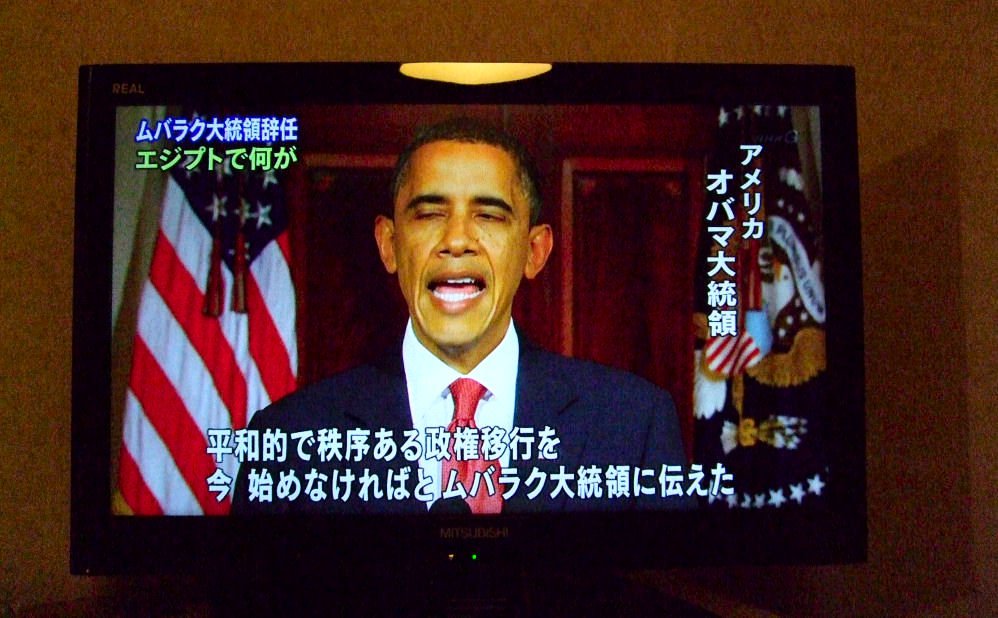 REAL
ムバラク大統領辞任
エジプトで何が
アメリカ
オバマ大統領
平和的で秩序ある政権移行を
今 始めなければとムバラク大統領に伝えた
MITSUBISHI